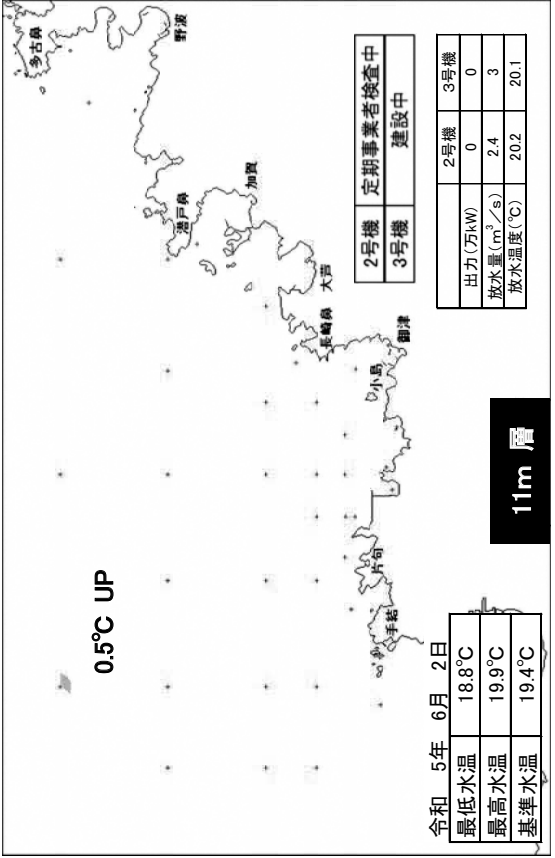 0.5℃ UP
多古鼻
野波
潜戸鼻
加賀
大芦
長崎鼻
御津
小島
片句
手結
2号機 定期事業者検査中
3号機 建設中
2号機 3号機
出力(万kW) 0 0
放水量(m³/s) 2.4 3
放水温度(℃) 20.2 20.1
11m 層
令和 5年 6月 2日
最低水温 18.8℃
最高水温 19.9℃
基準水温 19.4℃